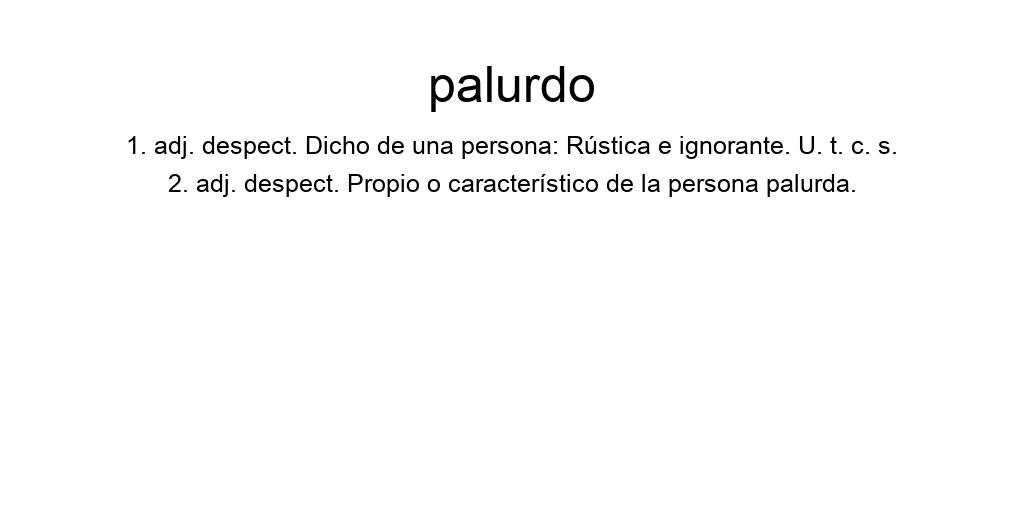 palurdo
1. adj. despect. Dicho de una persona: Rústica e ignorante. U. t. c. s.
2. adj. despect. Propio o característico de la persona palurda.